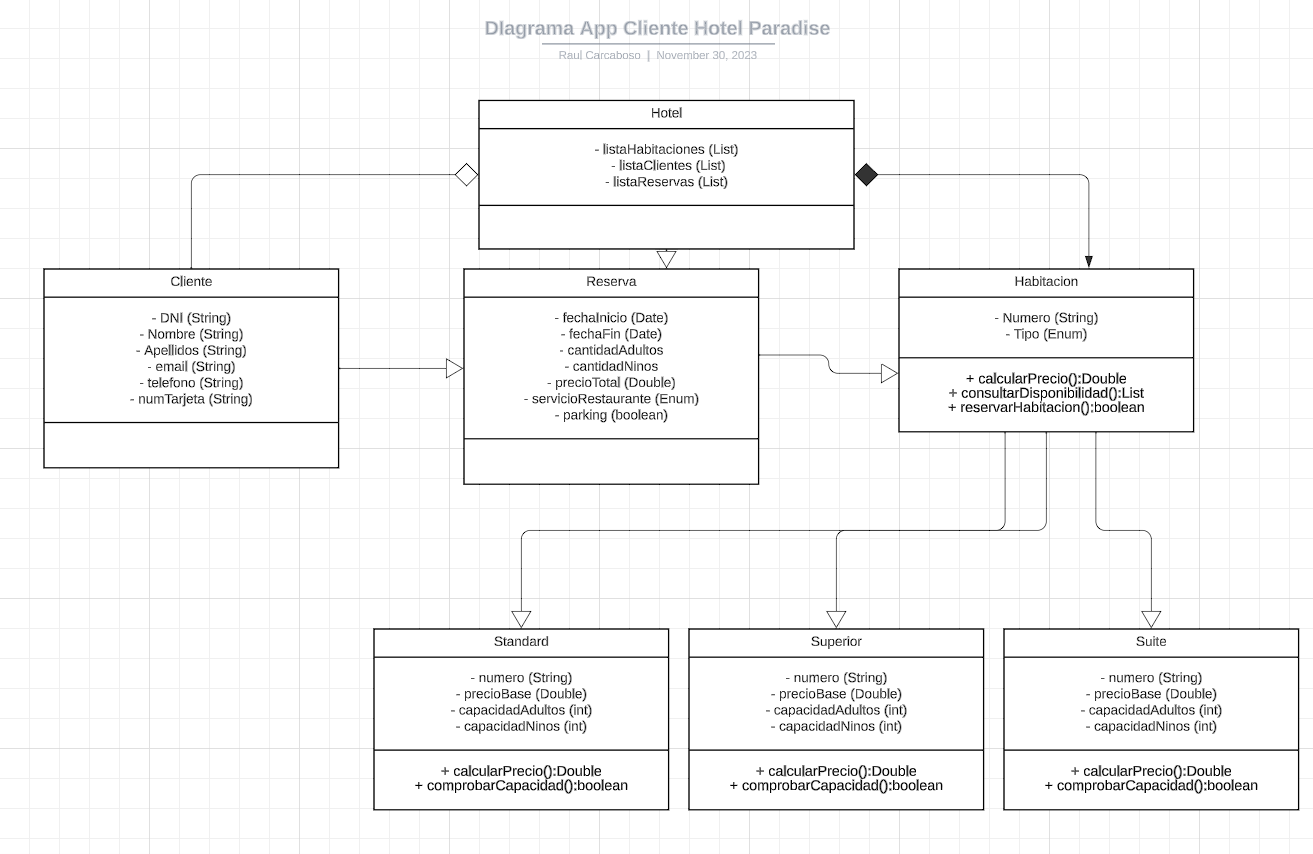 DIagrama App Cliente Hotel Paradise
Raul Carcaboso | November 30, 2023
Hotel
- listaHabitaciones (List)
- listaClientes (List)
- listaReservas (List)
Cliente
- DNI (String)
- Nombre (String)
- Apellidos (String)
- email (String)
- telefono (String)
- numTarjeta (String)
Reserva
- fechaInicio (Date)
- fechaFin (Date)
- cantidadAdultos
- cantidadNinos
- precioTotal (Double)
- servicioRestaurante (Enum)
- parking (boolean)
Habitacion
- Numero (String)
- Tipo (Enum)
+ calcularPrecio():Double
+ consultarDisponibilidad():List
+ reservarHabitacion():boolean
Standard
- numero (String)
- precioBase (Double)
- capacidadAdultos (int)
- capacidadNinos (int)
+ calcularPrecio():Double
+ comprobarCapacidad():boolean
Superior
- numero (String)
- precioBase (Double)
- capacidadAdultos (int)
- capacidadNinos (int)
+ calcularPrecio():Double
+ comprobarCapacidad():boolean
Suite
- numero (String)
- precioBase (Double)
- capacidadAdultos (int)
- capacidadNinos (int)
+ calcularPrecio():Double
+ comprobarCapacidad():boolean